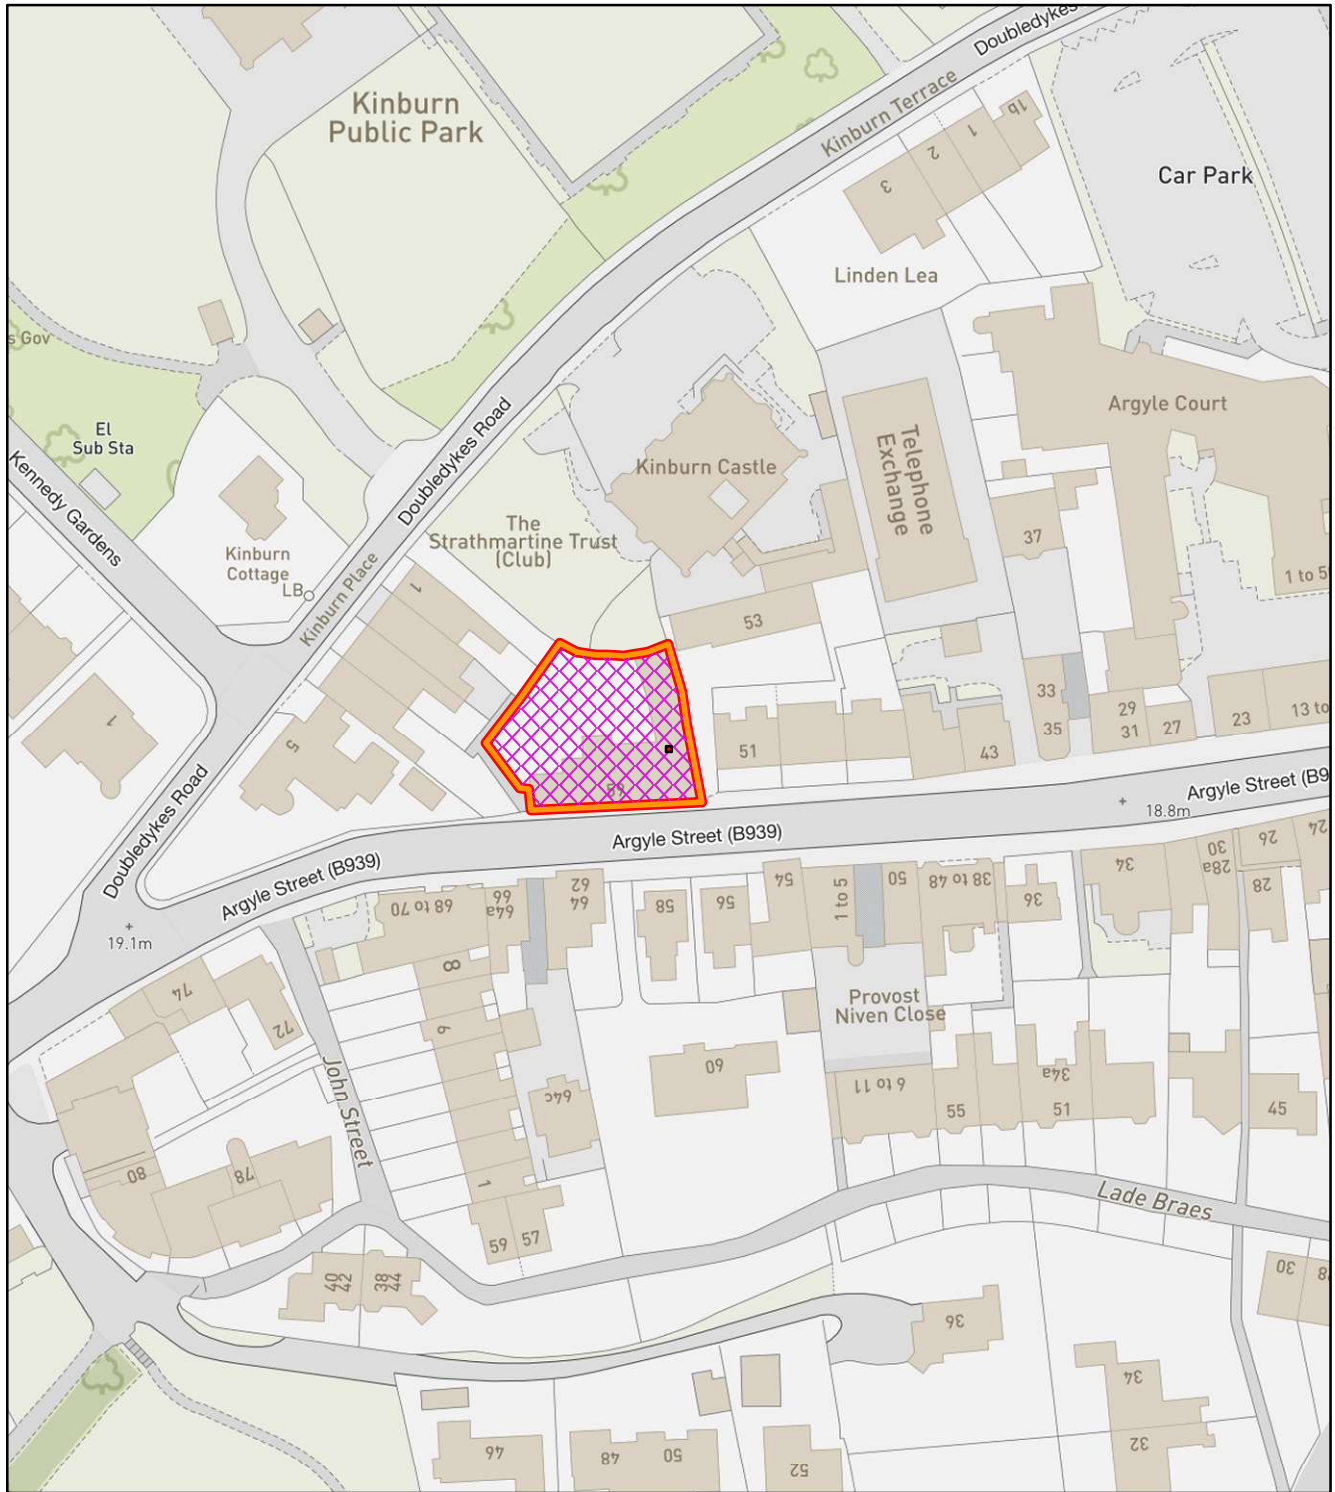 Doubledykes
Kinburn
Public Park
Kinburn Terrace
1b
1
2
3
Car Park
Linden Lea
s Gov
El
Sub Sta
Kennedy Gardens
Doubledykes Road
Argyle Court
Kinburn Castle
Telephone
Exchange
The
Strathmartine Trust
(Club)
37
Kinburn
Cottage
LB
Kinburn Place
1
1 to 5
53
33
35
29
31
27
23
13 to
1
5
51
43
59
Doubledykes Road
Argyle Street (B9
18.8m
Argyle Street (B939)
Argyle Street (B939)
19.1m
68 to 70
66
64a
62
64
58
56
54
1 to 5
50
38 to 48
36
34
30
28a
26
28
24
74
72
8
6
Provost
Niven Close
John Street
60
64c
6 to 11
55
34a
51
45
80
78
1
59
57
Lade Braes
40
42
38
44
30
36
34
32
46
48
50
52